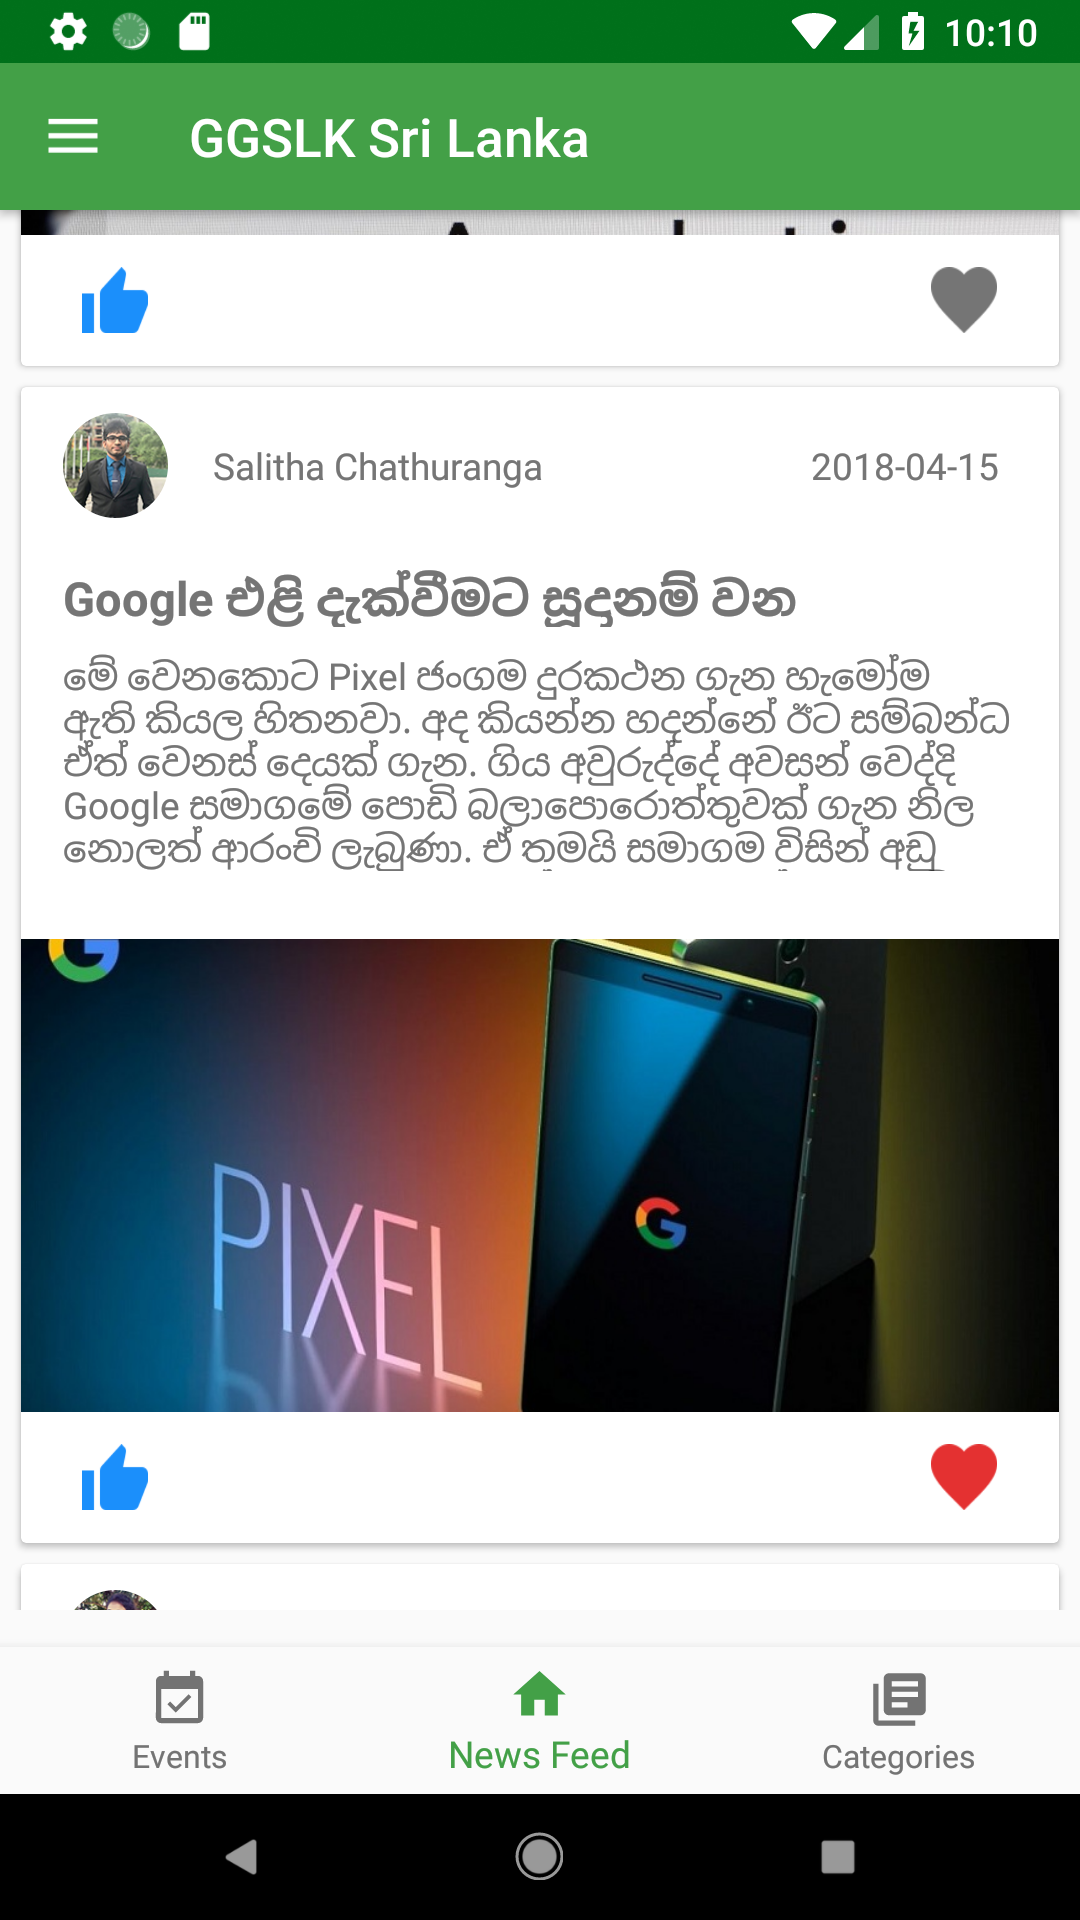 10:10
GGSLK Sri Lanka
Salitha Chathuranga
2018-04-15
Google එළි දැක්වීමට සූදානම් වන
මේ වෙනකොට Pixel ජංගම දුරකථන ගැන හැමෝම
ඇති කියල හිතනවා. අද කියන්න හදන්නේ ඊට සම්බන්ධ
ඒත් වෙනස් දෙයක් ගැන. ගිය අවුරුද්දේ අවසන් වෙද්දි
Google සමාගමේ පොඩි බලාපොරොත්තුවක් ගැන නිල
නොලත් ආරංචි ලැබුණා. ඒ තමයි සමාගම විසින් අඩු
PIXEL
G
Events
News Feed
Categories